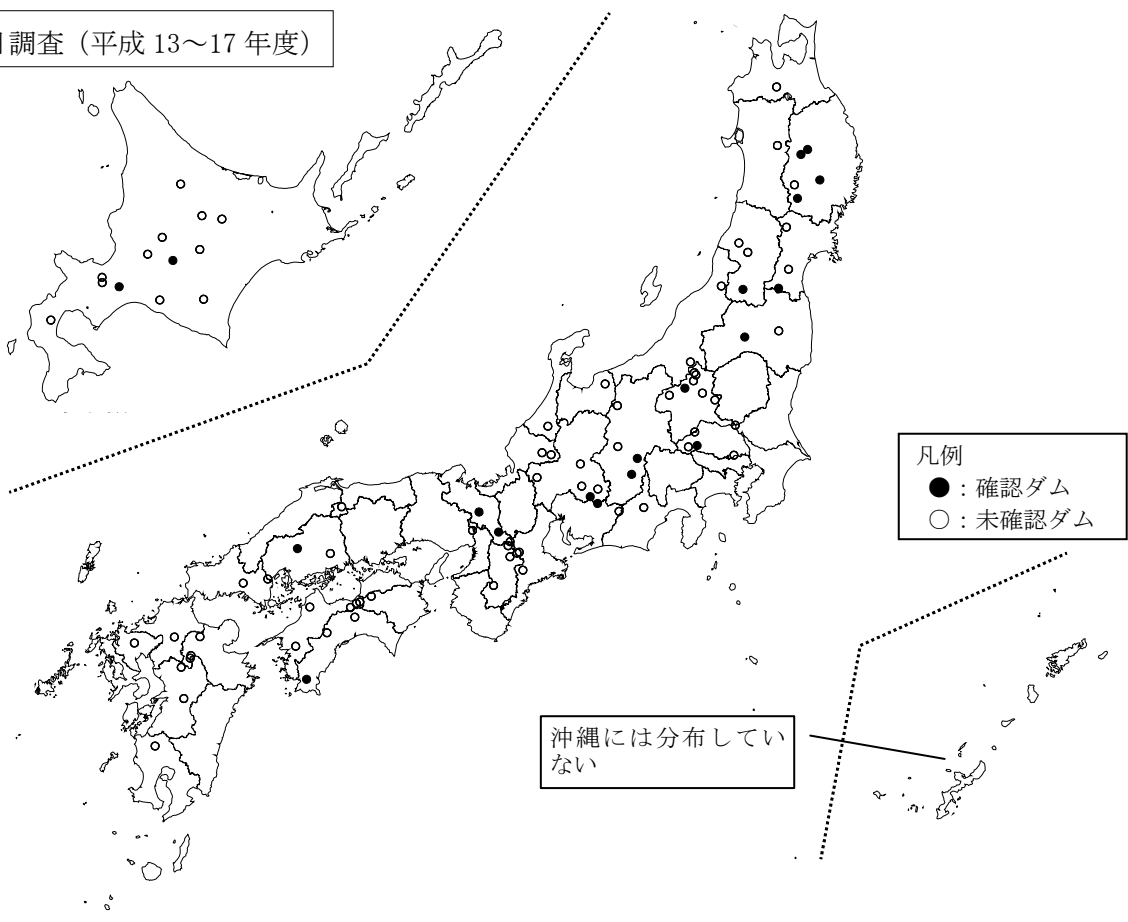 調査（平成 13～17 年度）
凡例
●：確認ダム
○：未確認ダム
沖縄には分布してい
ない